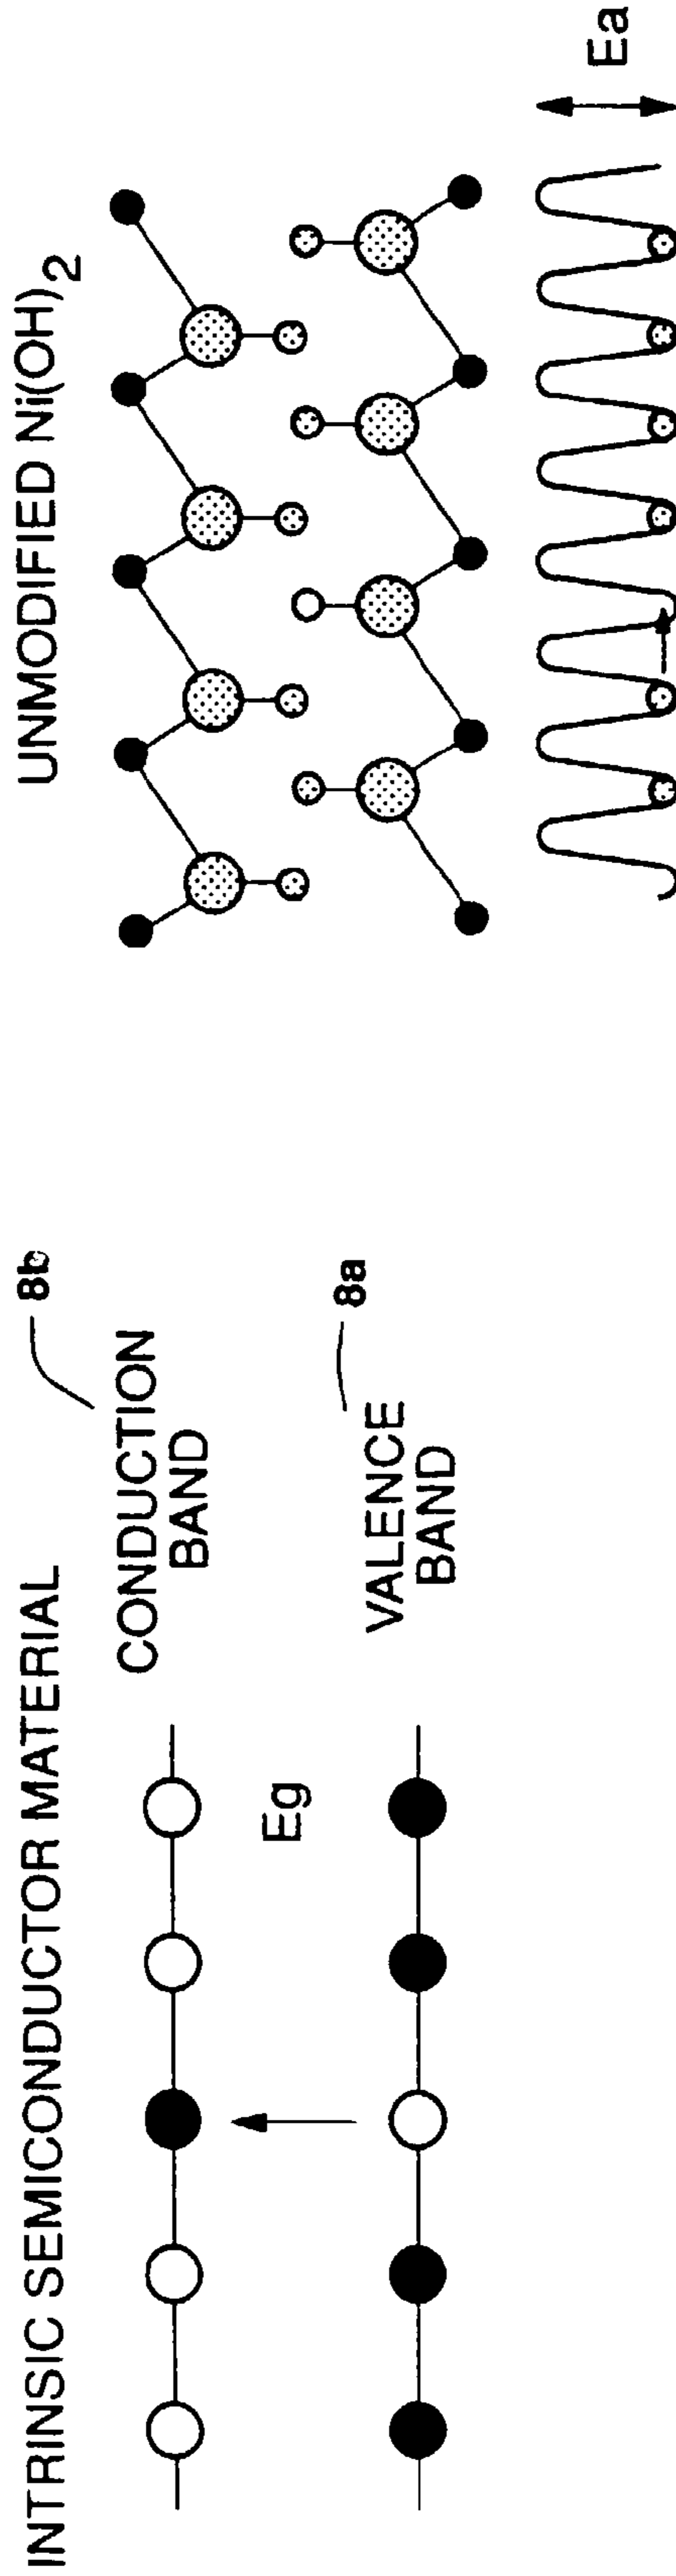 INTRINSIC SEMICONDUCTOR MATERIAL
8b
CONDUCTION
BAND
Eg
8a
VALENCE
BAND
UNMODIFIED Ni(OH)2
Ea